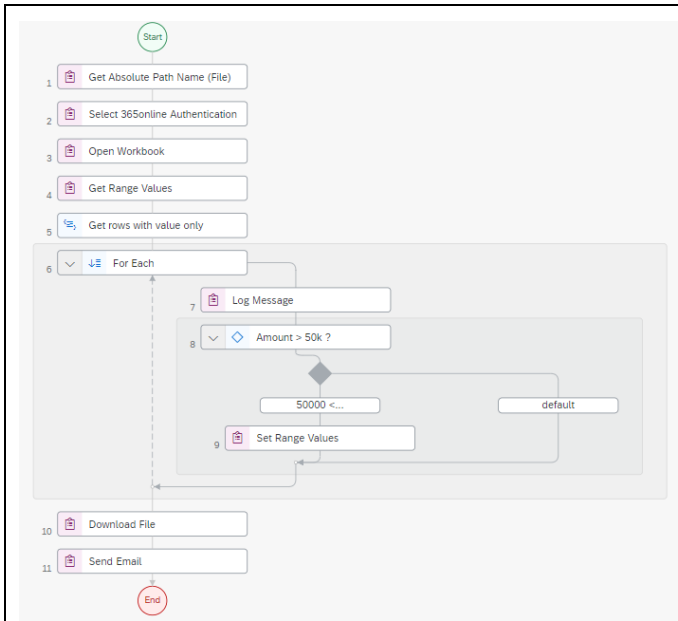 Start
1 Get Absolute Path Name (File)
2 Select 365online Authentication
3 Open Workbook
4 Get Range Values
5 Get rows with value only
6 For Each
7 Log Message
8 Amount > 50k ?
50000 <... default
9 Set Range Values
10 Download File
11 Send Email
End